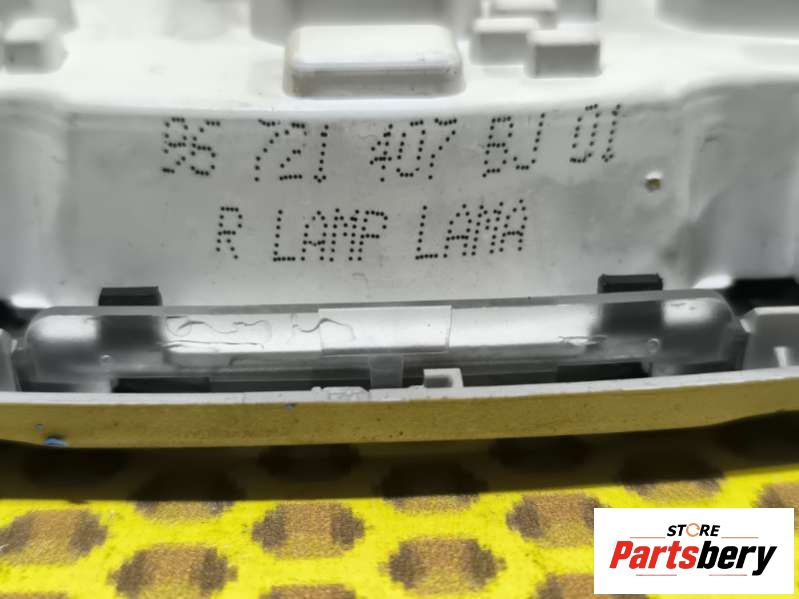 96 721 407 BJ 01
R LAMP LAMA
STORE
Partsbery